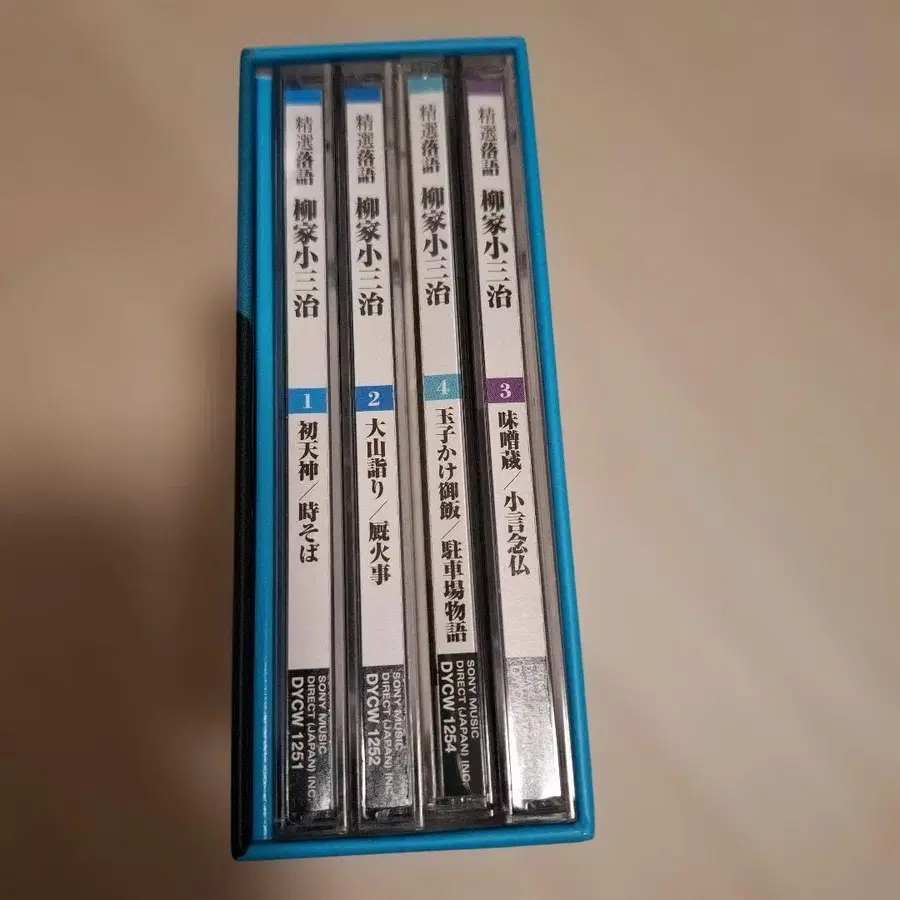 精選落語 柳家小三治
1
初天神／時そば
SONY MUSIC
DIRECT (JAPAN) INC.
DYCW 1251
精選落語 柳家小三治
2
大山詣り／厩火事
SONY MUSIC
DIRECT (JAPAN) INC.
DYCW 1252
精選落語 柳家小三治
4
玉子かけ御飯／駐車場物語
SONY MUSIC
DIRECT (JAPAN) INC.
DYCW 1254
精選落語 柳家小三治
3
味噌蔵／小言念仏